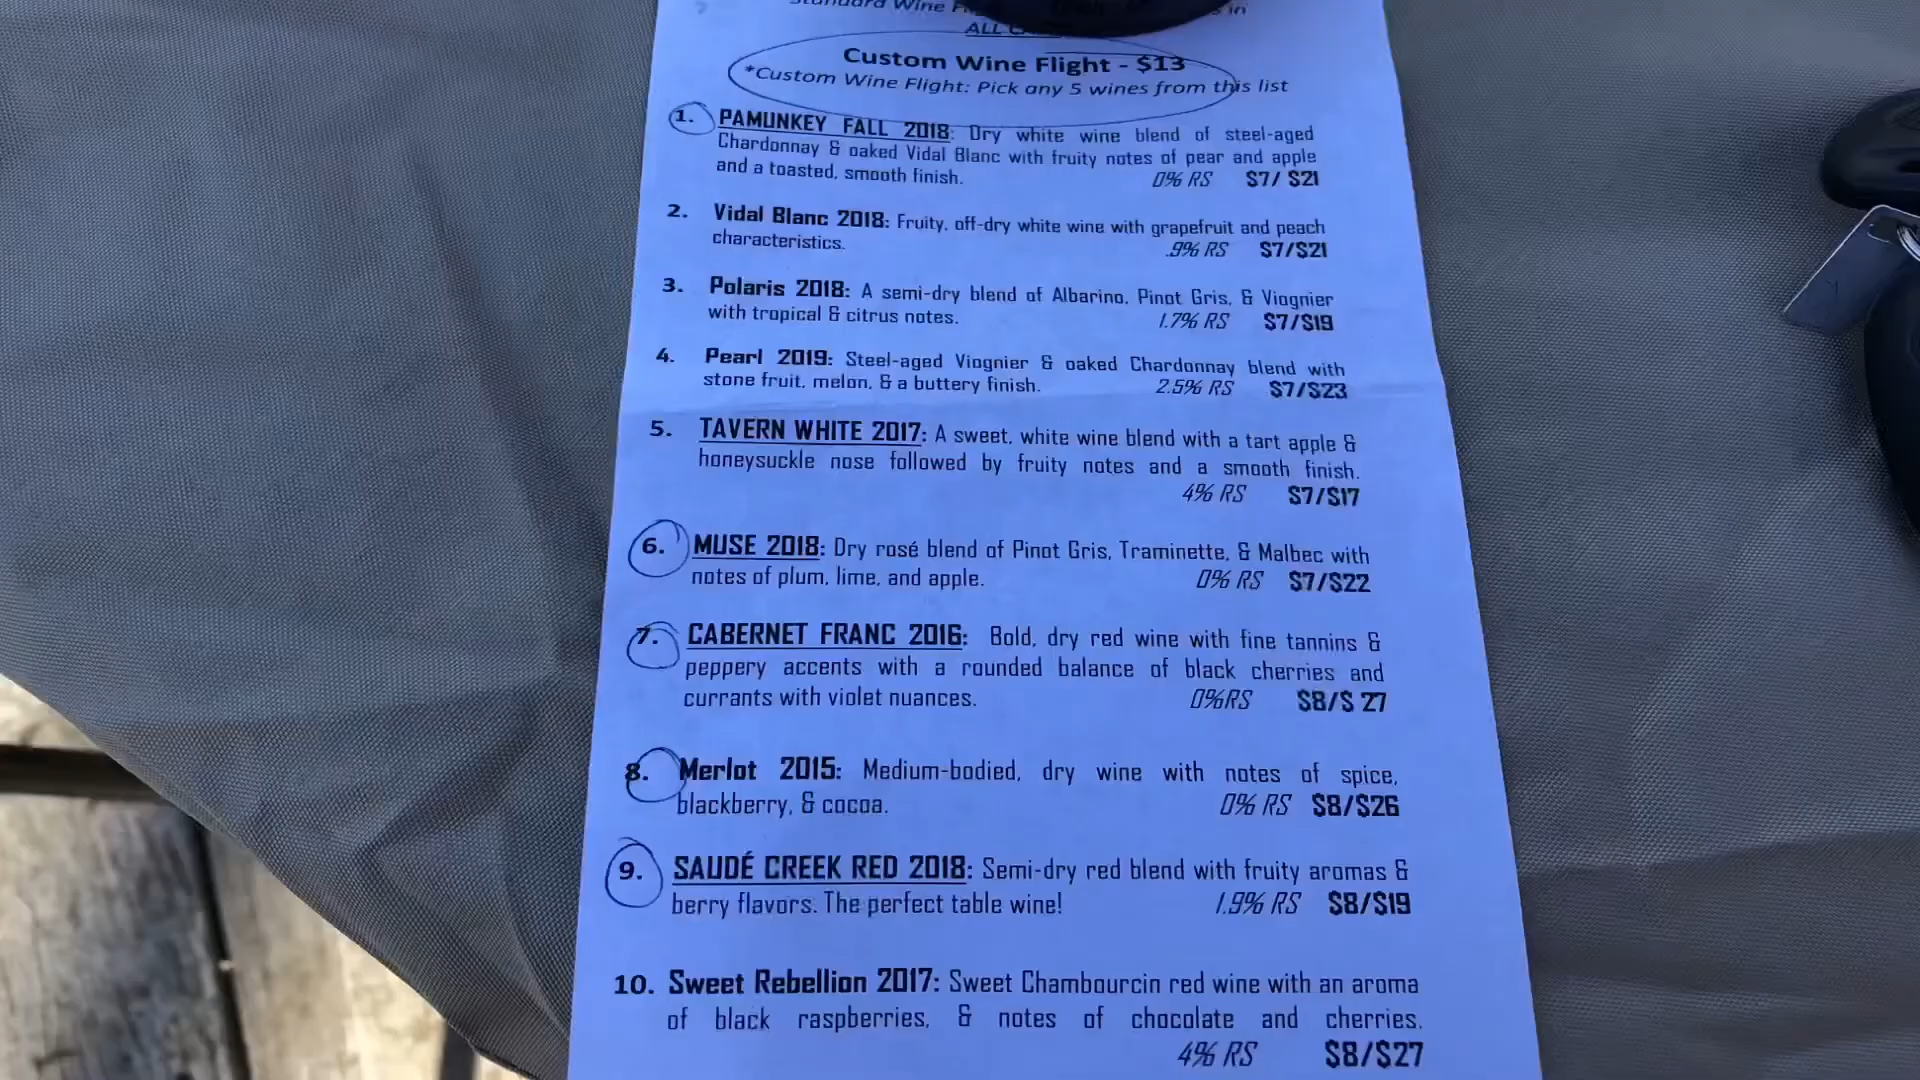 Standard Wine
in
ALL
Custom Wine Flight - $13
*Custom Wine Flight: Pick any 5 wines from this list
1. PAMUNKEY FALL 2018: Dry white wine blend of steel-aged
Chardonnay & oaked Vidal Blanc with fruity notes of pear and apple
and a toasted, smooth finish. 0% RS $7/ $21
2. Vidal Blanc 2018: Fruity, off-dry white wine with grapefruit and peach
characteristics. .9% RS $7/$21
3. Polaris 2018: A semi-dry blend of Albarino, Pinot Gris, & Viognier
with tropical & citrus notes. 1.7% RS $7/$19
4. Pearl 2019: Steel-aged Viognier & oaked Chardonnay blend with
stone fruit, melon, & a buttery finish. 2.5% RS $7/$23
5. TAVERN WHITE 2017: A sweet, white wine blend with a tart apple &
honeysuckle nose followed by fruity notes and a smooth finish.
4% RS $7/$17
6. MUSE 2018: Dry rosé blend of Pinot Gris, Traminette, & Malbec with
notes of plum, lime, and apple. 0% RS $7/$22
7. CABERNET FRANC 2016: Bold, dry red wine with fine tannins &
peppery accents with a rounded balance of black cherries and
currants with violet nuances. 0%RS $8/$ 27
8. Merlot 2015: Medium-bodied, dry wine with notes of spice,
blackberry, & cocoa. 0% RS $8/$26
9. SAUDÉ CREEK RED 2018: Semi-dry red blend with fruity aromas &
berry flavors. The perfect table wine! 1.9% RS $8/$19
10. Sweet Rebellion 2017: Sweet Chambourcin red wine with an aroma
of black raspberries, & notes of chocolate and cherries.
4% RS $8/$27